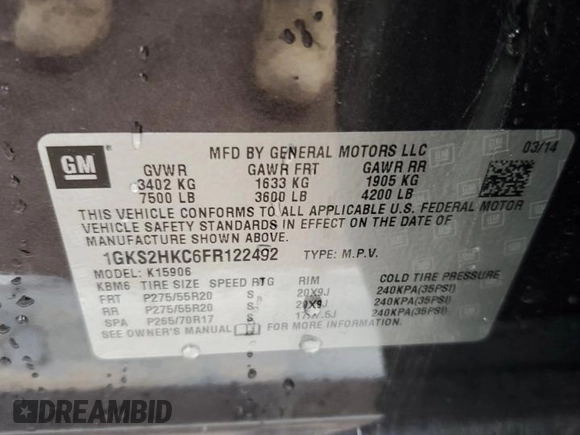 GM
MFD BY GENERAL MOTORS LLC 03/14
GVWR GAWR FRT GAWR RR
3402 KG 1633 KG 1905 KG
7500 LB 3600 LB 4200 LB
THIS VEHICLE CONFORMS TO ALL APPLICABLE U.S. FEDERAL MOTOR
VEHICLE SAFETY STANDARDS IN EFFECT ON THE DATE OF
MANUFACTURE SHOWN ABOVE.
1GKS2HKC6FR122492 TYPE: M.P.V.
MODEL: K15906
KBM6 TIRE SIZE SPEED RTG RIM COLD TIRE PRESSURE
FRT P275/55R20 S 20X9J 240KPA(35PSI)
RR P275/55R20 S 20X9J 240KPA(35PSI)
SPA P265/70R17 S 240KPA(35PSI)
SEE OWNER'S MANUAL FOR MORE INFORMATION.
DREAMBID